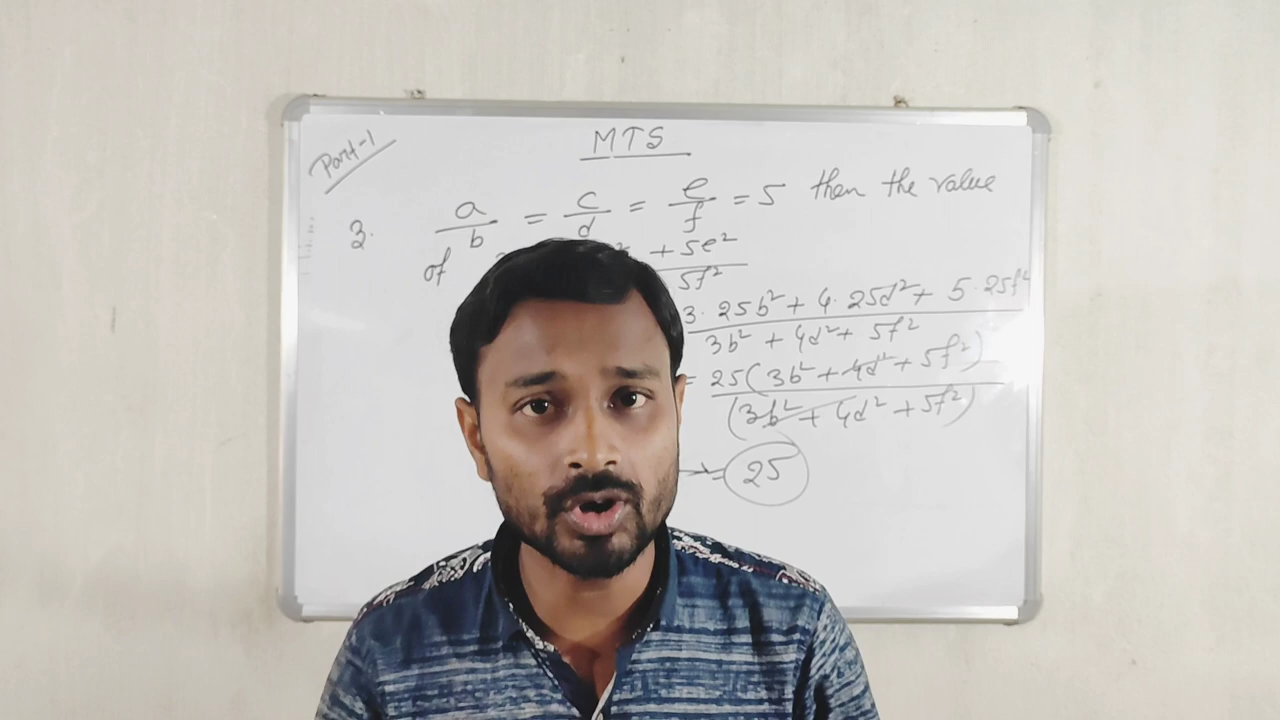 Part-1
MTS
3. a/b = c/d = e/f = 5 then the value
of + 5e² / 5f²
3·25b² + 4·25d² + 5·25f² / 3b² + 4d² + 5f²
= 25(3b² + 4d² + 5f²) / (3b² + 4d² + 5f²)
= 25